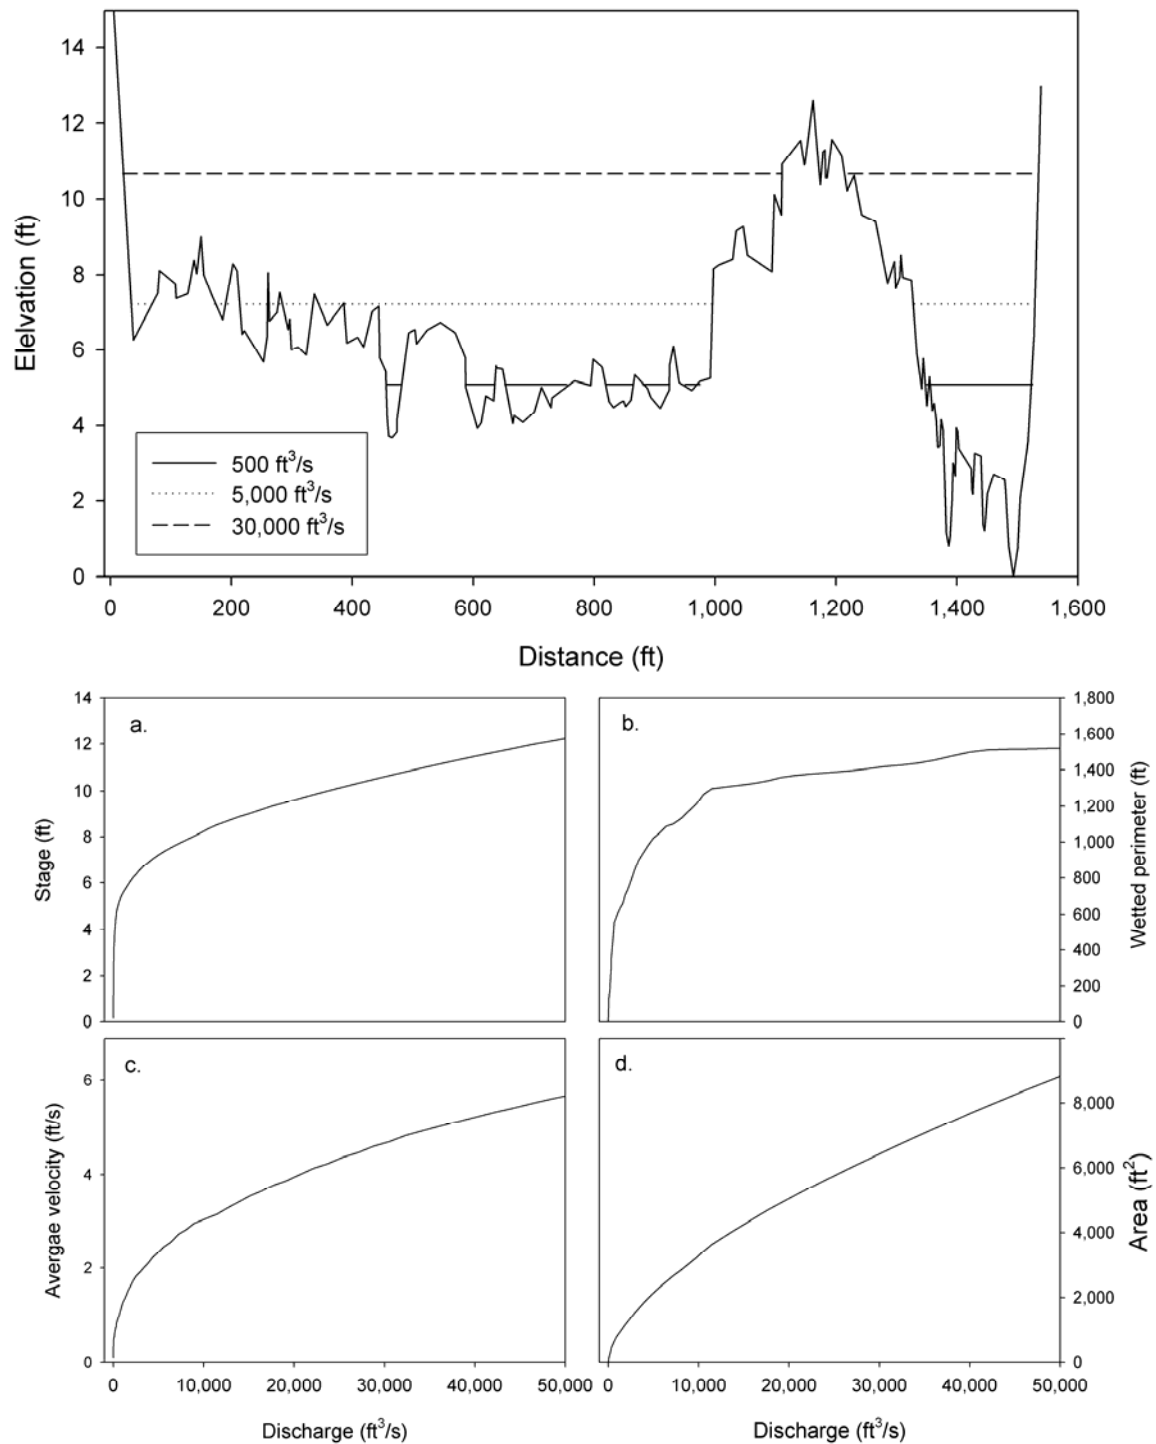 14
12
10
8
6
4
2
0
Elelvation (ft)
500 ft³/s
5,000 ft³/s
30,000 ft³/s
0 200 400 600 800 1,000 1,200 1,400 1,600
Distance (ft)
a.
14
12
10
8
6
4
2
0
Stage (ft)
b.
1,800
1,600
1,400
1,200
1,000
800
600
400
200
0
Wetted perimeter (ft)
c.
6
4
2
0
Avergae velocity (ft/s)
0 10,000 20,000 30,000 40,000 50,000
Discharge (ft³/s)
d.
8,000
6,000
4,000
2,000
0
Area (ft²)
0 10,000 20,000 30,000 40,000 50,000
Discharge (ft³/s)